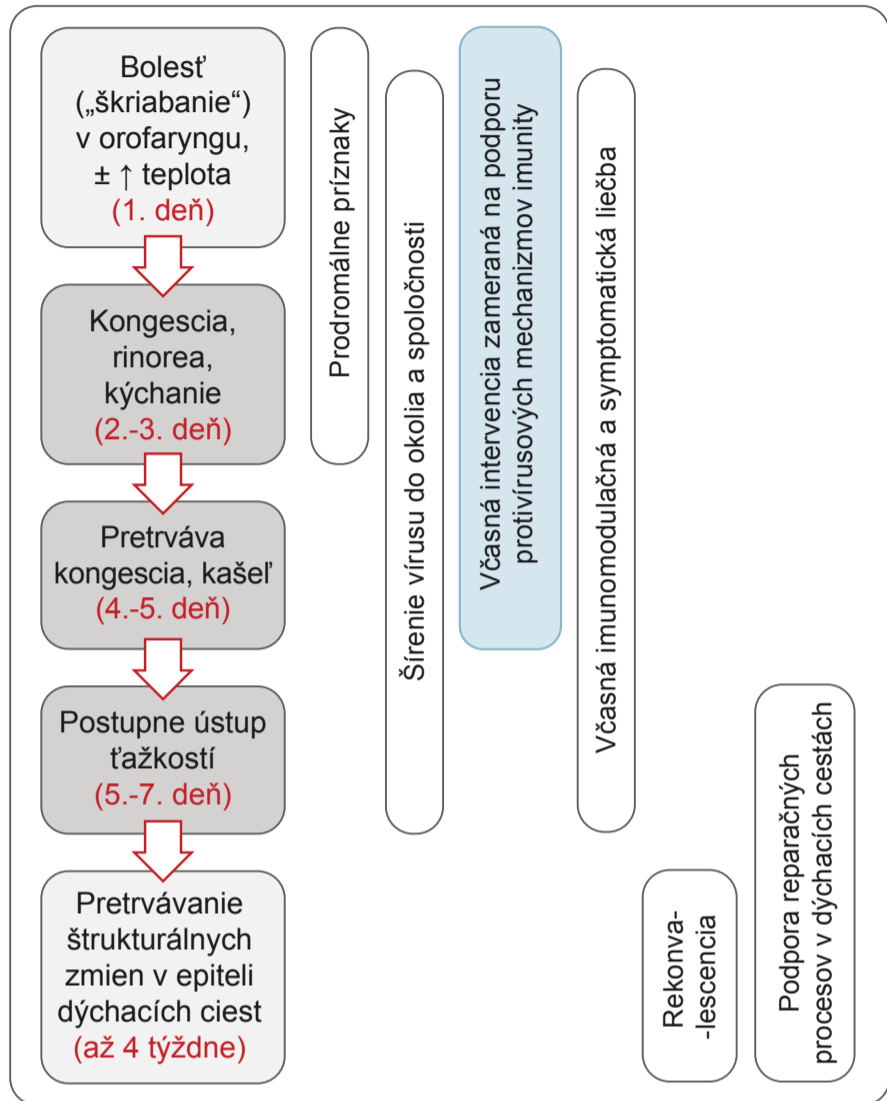 Bolesť
(„škriabanie“)
v orofaryngu,
± ↑ teplota
(1. deň)
Kongescia,
rinorea,
kýchanie
(2.-3. deň)
Pretrváva
kongescia, kašeľ
(4.-5. deň)
Postupne ústup
ťažkostí
(5.-7. deň)
Pretrvávanie
štrukturálnych
zmien v epiteli
dýchacích ciest
(až 4 týždne)
Prodromálne príznaky
Šírenie vírusu do okolia a spoločnosti
Včasná intervencia zameraná na podporu
protivírusových mechanizmov imunity
Včasná imunomodulačná a symptomatická liečba
Rekonva-
-lescencia
Podpora reparačných
procesov v dýchacích cestách